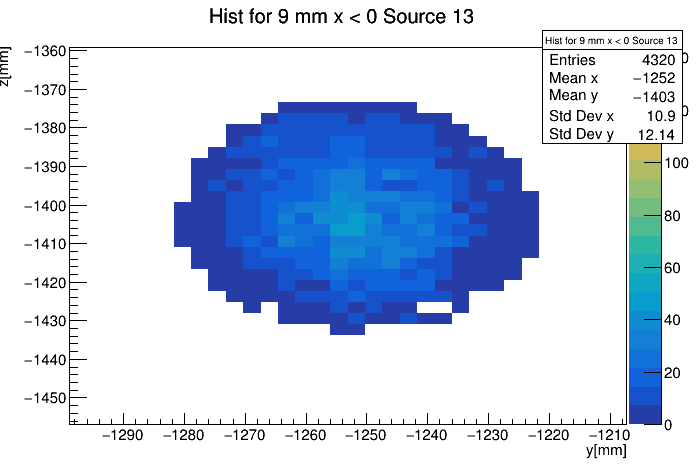 Hist for 9 mm x < 0 Source 13
Hist for 9 mm x < 0 Source 13
Entries 4320
Mean x −1252
Mean y −1403
Std Dev x 10.9
Std Dev y 12.14
z[mm]
−1360
−1370
−1380
−1390
−1400
−1410
−1420
−1430
−1440
−1450
100
80
60
40
20
0
−1290 −1280 −1270 −1260 −1250 −1240 −1230 −1220 −1210
y[mm]